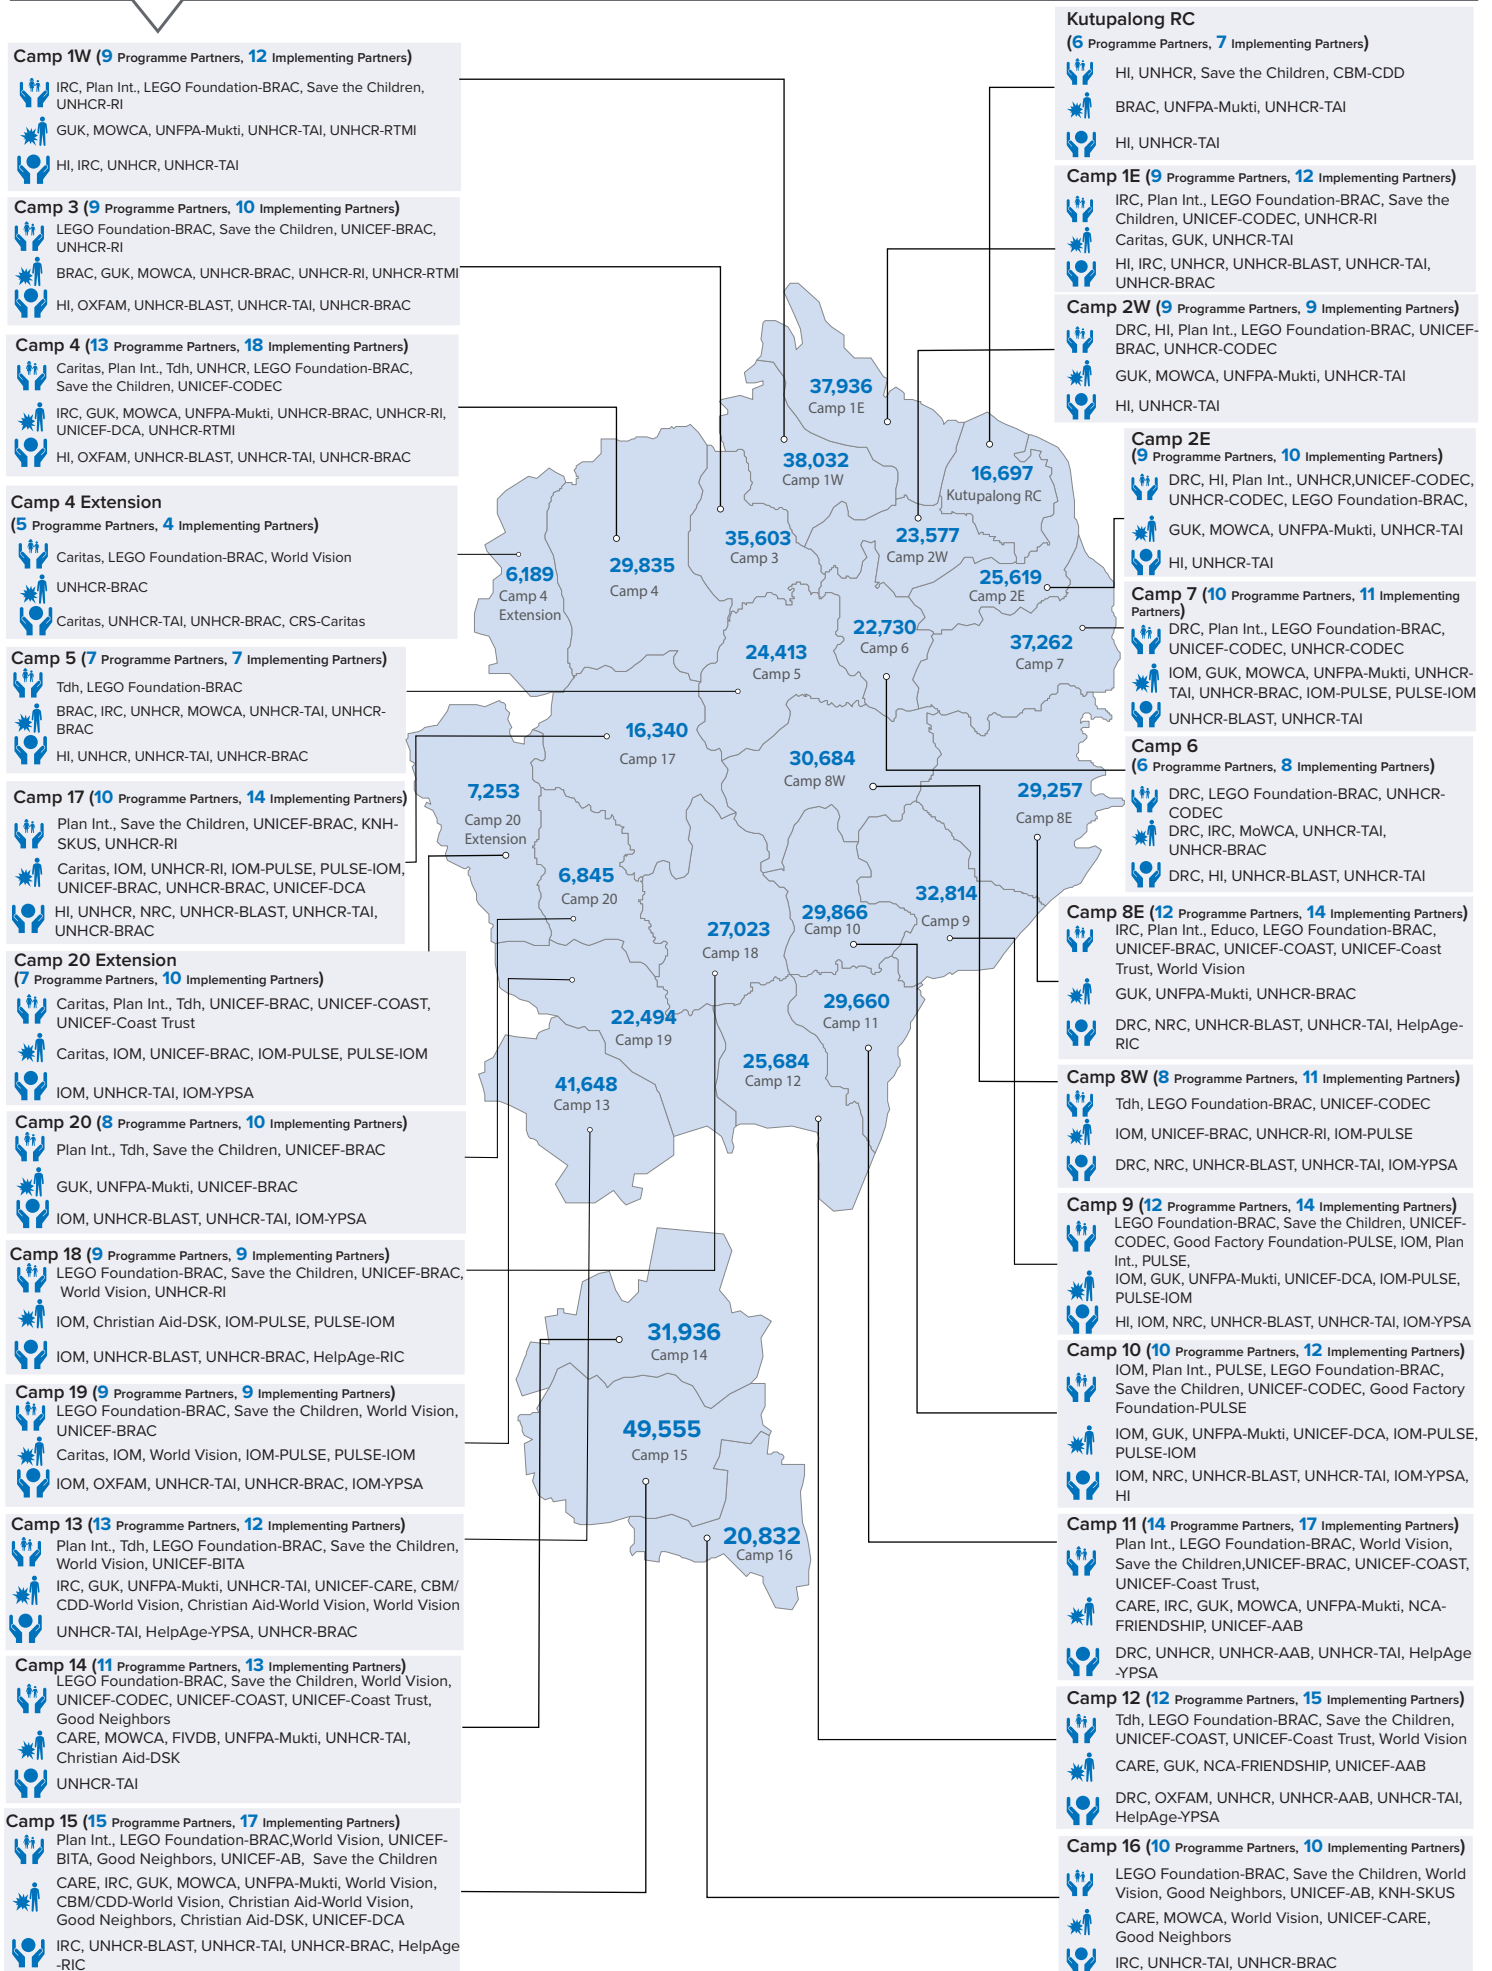 Camp 1W (9 Programme Partners, 12 Implementing Partners)
IRC, Plan Int., LEGO Foundation-BRAC, Save the Children,
UNHCR-RI
GUK, MOWCA, UNFPA-Mukti, UNHCR-TAI, UNHCR-RTMI
HI, IRC, UNHCR, UNHCR-TAI
Camp 3 (9 Programme Partners, 10 Implementing Partners)
LEGO Foundation-BRAC, Save the Children, UNICEF-BRAC,
UNHCR-RI
BRAC, GUK, MOWCA, UNHCR-BRAC, UNHCR-RI, UNHCR-RTMI
HI, OXFAM, UNHCR-BLAST, UNHCR-TAI, UNHCR-BRAC
Camp 4 (13 Programme Partners, 18 Implementing Partners)
Caritas, Plan Int., Tdh, UNHCR, LEGO Foundation-BRAC,
Save the Children, UNICEF-CODEC
IRC, GUK, MOWCA, UNFPA-Mukti, UNHCR-BRAC, UNHCR-RI,
UNICEF-DCA, UNHCR-RTMI
HI, OXFAM, UNHCR-BLAST, UNHCR-TAI, UNHCR-BRAC
Camp 4 Extension
(5 Programme Partners, 4 Implementing Partners)
Caritas, LEGO Foundation-BRAC, World Vision
UNHCR-BRAC
Caritas, UNHCR-TAI, UNHCR-BRAC, CRS-Caritas
Camp 5 (7 Programme Partners, 7 Implementing Partners)
Tdh, LEGO Foundation-BRAC
BRAC, IRC, UNHCR, MOWCA, UNHCR-TAI, UNHCR-
BRAC
HI, UNHCR, UNHCR-TAI, UNHCR-BRAC
Camp 17 (10 Programme Partners, 14 Implementing Partners)
Plan Int., Save the Children, UNICEF-BRAC, KNH-
SKUS, UNHCR-RI
Caritas, IOM, UNHCR-RI, IOM-PULSE, PULSE-IOM,
UNICEF-BRAC, UNHCR-BRAC, UNICEF-DCA
HI, UNHCR, NRC, UNHCR-BLAST, UNHCR-TAI,
UNHCR-BRAC
Camp 20 Extension
(7 Programme Partners, 10 Implementing Partners)
Caritas, Plan Int., Tdh, UNICEF-BRAC, UNICEF-COAST,
UNICEF-Coast Trust
Caritas, IOM, UNICEF-BRAC, IOM-PULSE, PULSE-IOM
IOM, UNHCR-TAI, IOM-YPSA
Camp 20 (8 Programme Partners, 10 Implementing Partners)
Plan Int., Tdh, Save the Children, UNICEF-BRAC
GUK, UNFPA-Mukti, UNICEF-BRAC
IOM, UNHCR-BLAST, UNHCR-TAI, IOM-YPSA
Camp 18 (9 Programme Partners, 9 Implementing Partners)
LEGO Foundation-BRAC, Save the Children, UNICEF-BRAC,
World Vision, UNHCR-RI
IOM, Christian Aid-DSK, IOM-PULSE, PULSE-IOM
IOM, UNHCR-BLAST, UNHCR-BRAC, HelpAge-RIC
Camp 19 (9 Programme Partners, 9 Implementing Partners)
LEGO Foundation-BRAC, Save the Children, World Vision,
UNICEF-BRAC
Caritas, IOM, World Vision, IOM-PULSE, PULSE-IOM
IOM, OXFAM, UNHCR-TAI, UNHCR-BRAC, IOM-YPSA
Camp 13 (13 Programme Partners, 12 Implementing Partners)
Plan Int., Tdh, LEGO Foundation-BRAC, Save the Children,
World Vision, UNICEF-BITA
IRC, GUK, UNFPA-Mukti, UNHCR-TAI, UNICEF-CARE, CBM/
CDD-World Vision, Christian Aid-World Vision, World Vision
UNHCR-TAI, HelpAge-YPSA, UNHCR-BRAC
Camp 14 (11 Programme Partners, 13 Implementing Partners)
LEGO Foundation-BRAC, Save the Children, World Vision,
UNICEF-CODEC, UNICEF-COAST, UNICEF-Coast Trust,
Good Neighbors
CARE, MOWCA, FIVDB, UNFPA-Mukti, UNHCR-TAI,
Christian Aid-DSK
UNHCR-TAI
Camp 15 (15 Programme Partners, 17 Implementing Partners)
Plan Int., LEGO Foundation-BRAC,World Vision, UNICEF-
BITA, Good Neighbors, UNICEF-AB, Save the Children
CARE, IRC, GUK, MOWCA, UNFPA-Mukti, World Vision,
CBM/CDD-World Vision, Christian Aid-World Vision,
Good Neighbors, Christian Aid-DSK, UNICEF-DCA
IRC, UNHCR-BLAST, UNHCR-TAI, UNHCR-BRAC, HelpAge
-RIC
37,936
Camp 1E
38,032
Camp 1W
16,697
Kutupalong RC
35,603
Camp 3
23,577
Camp 2W
29,835
Camp 4
6,189
Camp 4
Extension
25,619
Camp 2E
22,730
Camp 6
37,262
Camp 7
24,413
Camp 5
16,340
Camp 17
30,684
Camp 8W
7,253
Camp 20
Extension
29,257
Camp 8E
6,845
Camp 20
32,814
Camp 9
29,866
Camp 10
27,023
Camp 18
29,660
Camp 11
22,494
Camp 19
25,684
Camp 12
41,648
Camp 13
31,936
Camp 14
49,555
Camp 15
20,832
Camp 16
Kutupalong RC
(6 Programme Partners, 7 Implementing Partners)
HI, UNHCR, Save the Children, CBM-CDD
BRAC, UNFPA-Mukti, UNHCR-TAI
HI, UNHCR-TAI
Camp 1E (9 Programme Partners, 12 Implementing Partners)
IRC, Plan Int., LEGO Foundation-BRAC, Save the
Children, UNICEF-CODEC, UNHCR-RI
Caritas, GUK, UNHCR-TAI
HI, IRC, UNHCR, UNHCR-BLAST, UNHCR-TAI,
UNHCR-BRAC
Camp 2W (9 Programme Partners, 9 Implementing Partners)
DRC, HI, Plan Int., LEGO Foundation-BRAC, UNICEF-
BRAC, UNHCR-CODEC
GUK, MOWCA, UNFPA-Mukti, UNHCR-TAI
HI, UNHCR-TAI
Camp 2E
(9 Programme Partners, 10 Implementing Partners)
DRC, HI, Plan Int., UNHCR,UNICEF-CODEC,
UNHCR-CODEC, LEGO Foundation-BRAC,
GUK, MOWCA, UNFPA-Mukti, UNHCR-TAI
HI, UNHCR-TAI
Camp 7 (10 Programme Partners, 11 Implementing
Partners)
DRC, Plan Int., LEGO Foundation-BRAC,
UNICEF-CODEC, UNHCR-CODEC
IOM, GUK, MOWCA, UNFPA-Mukti, UNHCR-
TAI, UNHCR-BRAC, IOM-PULSE, PULSE-IOM
UNHCR-BLAST, UNHCR-TAI
Camp 6
(6 Programme Partners, 8 Implementing Partners)
DRC, LEGO Foundation-BRAC, UNHCR-
CODEC
DRC, IRC, MoWCA, UNHCR-TAI,
UNHCR-BRAC
DRC, HI, UNHCR-BLAST, UNHCR-TAI
Camp 8E (12 Programme Partners, 14 Implementing Partners)
IRC, Plan Int., Educo, LEGO Foundation-BRAC,
UNICEF-BRAC, UNICEF-COAST, UNICEF-Coast
Trust, World Vision
GUK, UNFPA-Mukti, UNHCR-BRAC
DRC, NRC, UNHCR-BLAST, UNHCR-TAI, HelpAge-
RIC
Camp 8W (8 Programme Partners, 11 Implementing Partners)
Tdh, LEGO Foundation-BRAC, UNICEF-CODEC
IOM, UNICEF-BRAC, UNHCR-RI, IOM-PULSE
DRC, NRC, UNHCR-BLAST, UNHCR-TAI, IOM-YPSA
Camp 9 (12 Programme Partners, 14 Implementing Partners)
LEGO Foundation-BRAC, Save the Children, UNICEF-
CODEC, Good Factory Foundation-PULSE, IOM, Plan
Int., PULSE,
IOM, GUK, UNFPA-Mukti, UNICEF-DCA, IOM-PULSE,
PULSE-IOM
HI, IOM, NRC, UNHCR-BLAST, UNHCR-TAI, IOM-YPSA
Camp 10 (10 Programme Partners, 12 Implementing Partners)
IOM, Plan Int., PULSE, LEGO Foundation-BRAC,
Save the Children, UNICEF-CODEC, Good Factory
Foundation-PULSE
IOM, GUK, UNFPA-Mukti, UNICEF-DCA, IOM-PULSE,
PULSE-IOM
IOM, NRC, UNHCR-BLAST, UNHCR-TAI, IOM-YPSA,
HI
Camp 11 (14 Programme Partners, 17 Implementing Partners)
Plan Int., LEGO Foundation-BRAC, World Vision,
Save the Children,UNICEF-BRAC, UNICEF-COAST,
UNICEF-Coast Trust,
CARE, IRC, GUK, MOWCA, UNFPA-Mukti, NCA-
FRIENDSHIP, UNICEF-AAB
DRC, UNHCR, UNHCR-AAB, UNHCR-TAI, HelpAge
-YPSA
Camp 12 (12 Programme Partners, 15 Implementing Partners)
Tdh, LEGO Foundation-BRAC, Save the Children,
UNICEF-COAST, UNICEF-Coast Trust, World Vision
CARE, GUK, NCA-FRIENDSHIP, UNICEF-AAB
DRC, OXFAM, UNHCR, UNHCR-AAB, UNHCR-TAI,
HelpAge-YPSA
Camp 16 (10 Programme Partners, 10 Implementing Partners)
LEGO Foundation-BRAC, Save the Children, World
Vision, Good Neighbors, UNICEF-AB, KNH-SKUS
CARE, MOWCA, World Vision, UNICEF-CARE,
Good Neighbors
IRC, UNHCR-TAI, UNHCR-BRAC